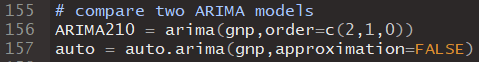 155 # compare two ARIMA models
156 ARIMA210 = arima(gnp,order=c(2,1,0))
157 auto = auto.arima(gnp,approximation=FALSE)